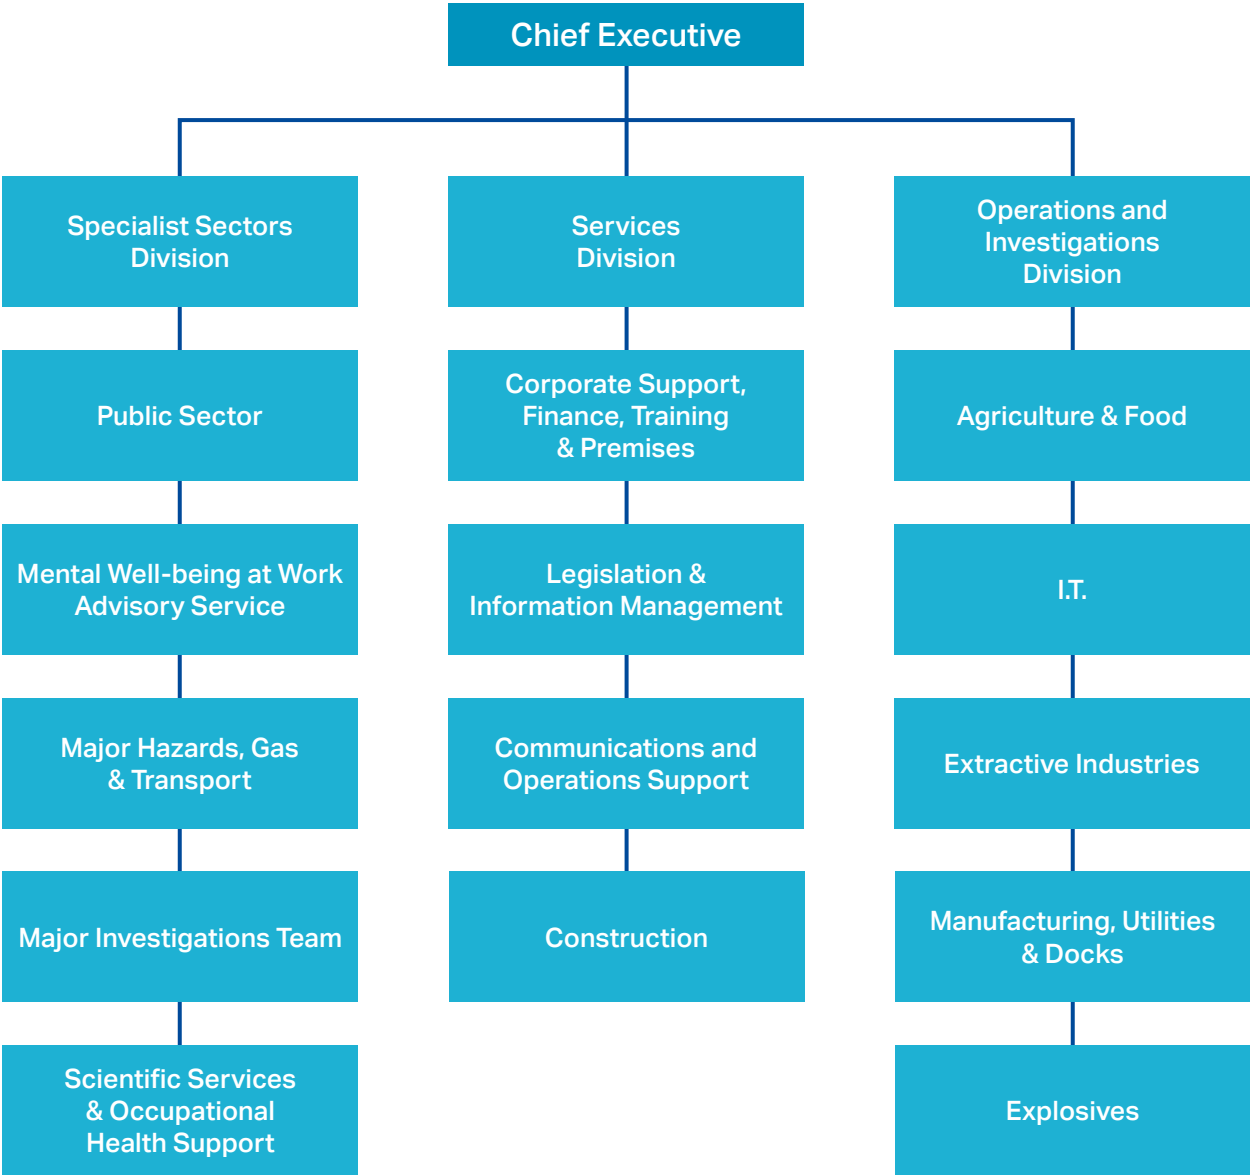 Chief Executive
Specialist Sectors
Division
Services
Division
Operations and
Investigations
Division
Public Sector
Corporate Support,
Finance, Training
& Premises
Agriculture & Food
Mental Well-being at Work
Advisory Service
Legislation &
Information Management
I.T.
Major Hazards, Gas
& Transport
Communications and
Operations Support
Extractive Industries
Major Investigations Team
Construction
Manufacturing, Utilities
& Docks
Scientific Services
& Occupational
Health Support
Explosives